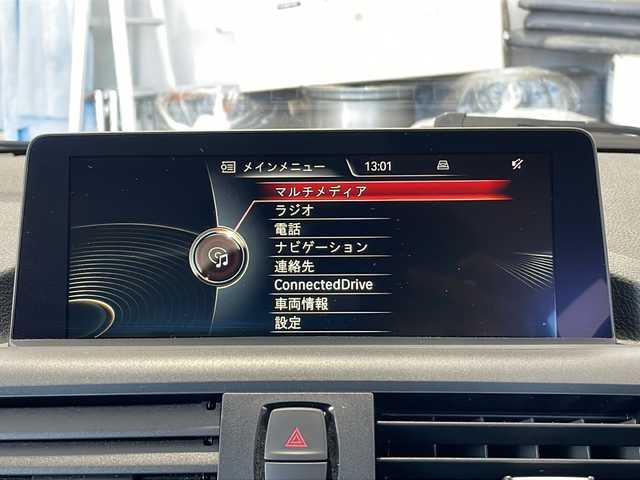 メインメニュー 13:01
マルチメディア
ラジオ
電話
ナビゲーション
連絡先
ConnectedDrive
車両情報
設定